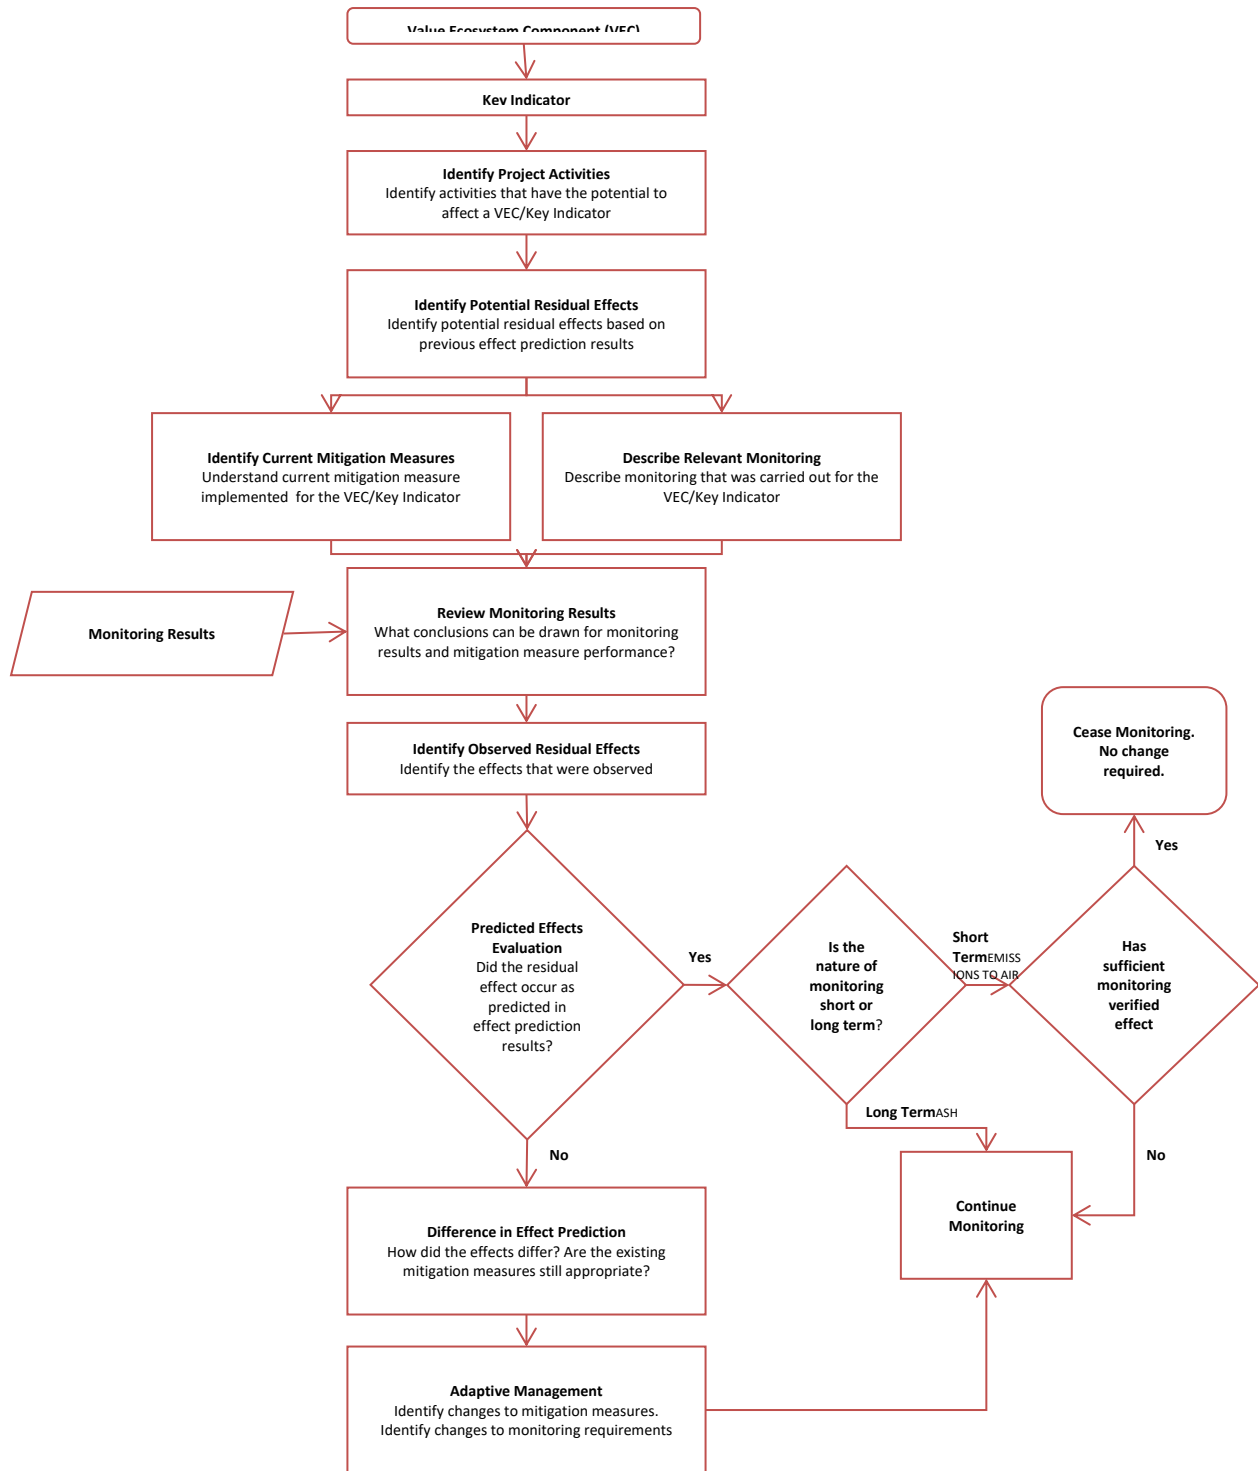 Value Ecosystem Component (VEC)
Key Indicator
Identify Project Activities
Identify activities that have the potential to
affect a VEC/Key Indicator
Identify Potential Residual Effects
Identify potential residual effects based on
previous effect prediction results
Identify Current Mitigation Measures
Understand current mitigation measure
implemented for the VEC/Key Indicator
Describe Relevant Monitoring
Describe monitoring that was carried out for the
VEC/Key Indicator
Monitoring Results
Review Monitoring Results
What conclusions can be drawn for monitoring
results and mitigation measure performance?
Identify Observed Residual Effects
Identify the effects that were observed
Cease Monitoring.
No change
required.
Yes
Predicted Effects
Evaluation
Did the residual
effect occur as
predicted in
effect prediction
results?
Yes
Is the
nature of
monitoring
short or
long term?
Short
TermEMISS
IONS TO AIR
Has
sufficient
monitoring
verified
effect
Long TermASH
No
No
Continue
Monitoring
Difference in Effect Prediction
How did the effects differ? Are the existing
mitigation measures still appropriate?
Adaptive Management
Identify changes to mitigation measures.
Identify changes to monitoring requirements